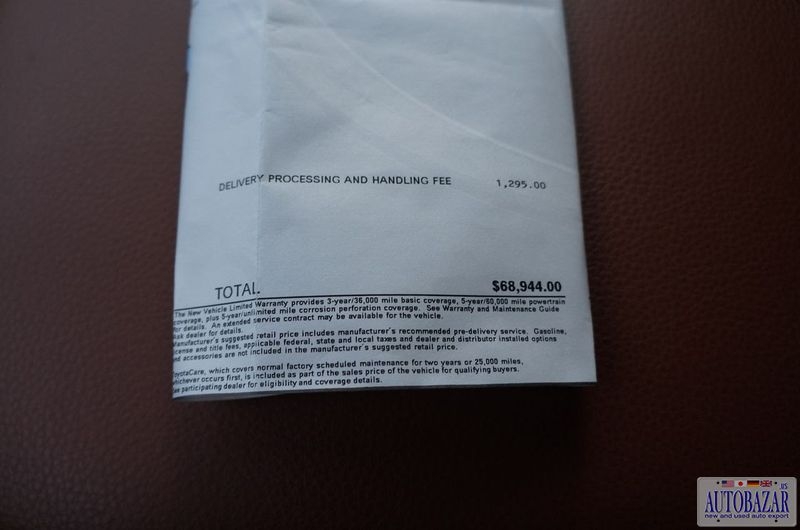 DELIVERY PROCESSING AND HANDLING FEE 1,295.00
TOTAL $68,944.00
The New Vehicle Limited Warranty provides 3-year/36,000 mile basic coverage, 5-year/60,000 mile powertrain
coverage, plus 5-year/unlimited mile corrosion perforation coverage. See Warranty and Maintenance Guide
for details. An extended service contract may be available for the vehicle.
Ask dealer for details.
Manufacturer's suggested retail price includes manufacturer's recommended pre-delivery service. Gasoline,
license and title fees, applicable federal, state and local taxes and dealer and distributor installed options
and accessories are not included in the manufacturer's suggested retail price.
ToyotaCare, which covers normal factory scheduled maintenance for two years or 25,000 miles,
whichever occurs first, is included as part of the sales price of the vehicle for qualifying buyers.
See participating dealer for eligibility and coverage details.
AUTOBAZAR.US
new and used auto export